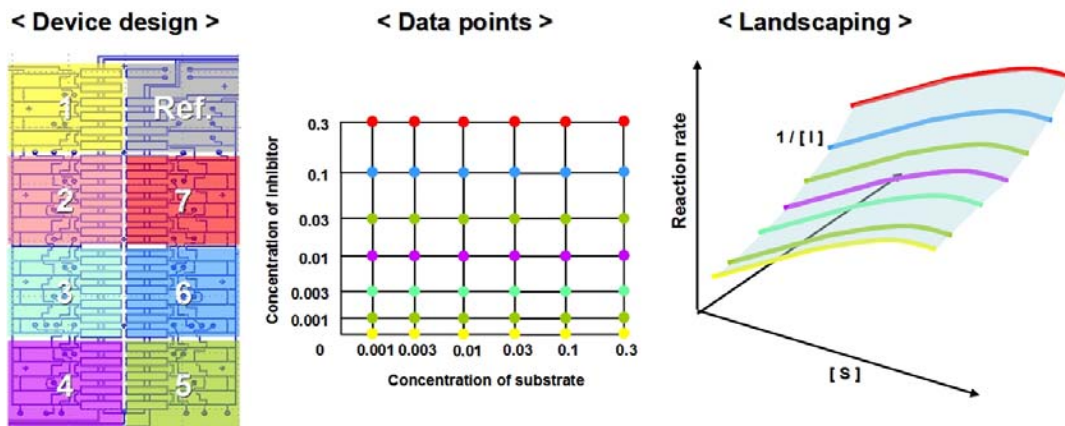 < Device design >
1
Ref.
2
7
3
6
4
5
< Data points >
Concentration of Inhibitor
0.3
0.1
0.03
0.01
0.003
0.001
0
0.001 0.003 0.01 0.03 0.1 0.3
Concentration of substrate
< Landscaping >
Reaction rate
1 / [ I ]
[ S ]